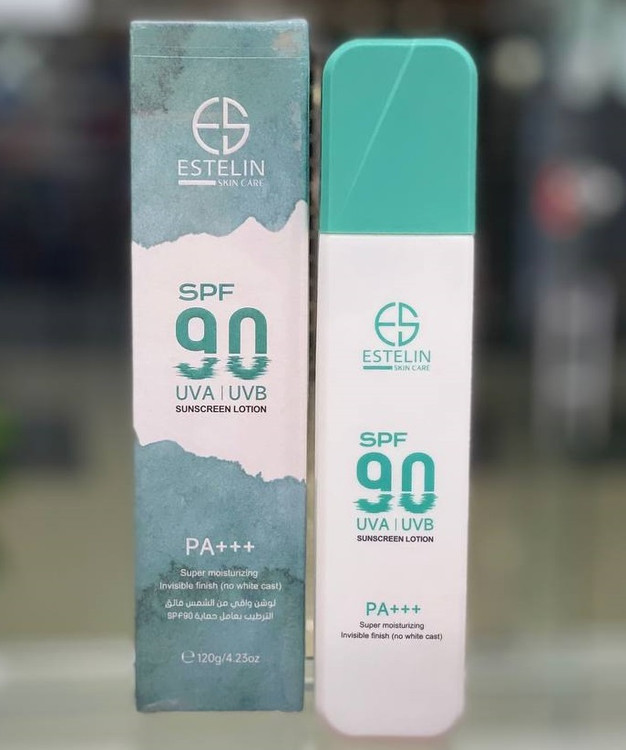 ES
ESTELIN
SKIN CARE
SPF
90
UVA | UVB
SUNSCREEN LOTION
PA+++
Super moisturizing
Invisible finish (no white cast)
لوشن واقي من الشمس فائق
الترطيب بعامل حماية SPF90
℮ 120g/4.23oz
ES
ESTELIN
SKIN CARE
SPF
90
UVA | UVB
SUNSCREEN LOTION
PA+++
Super moisturizing
Invisible finish (no white cast)